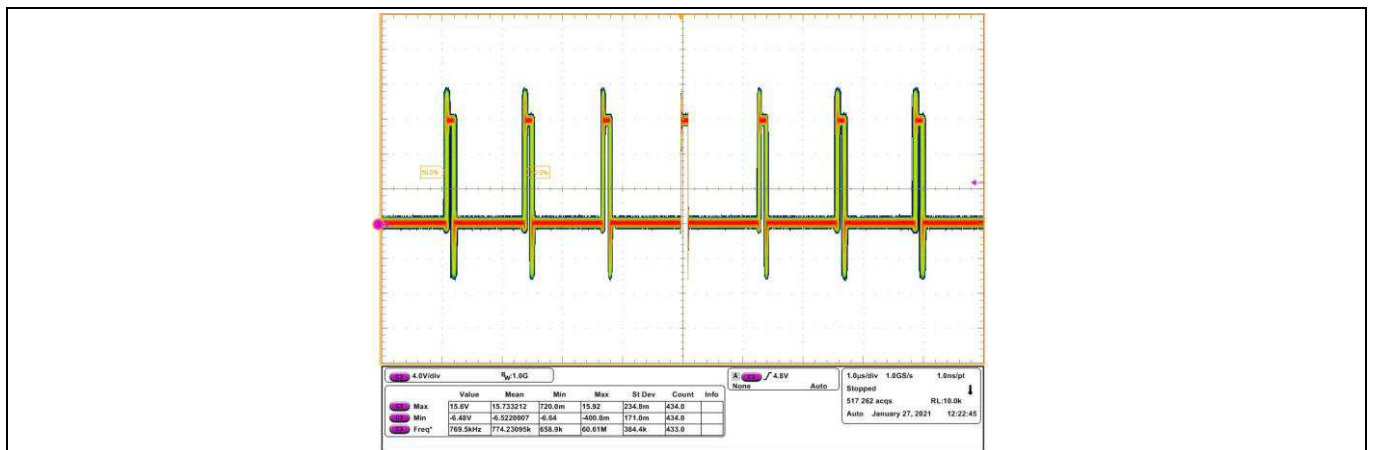 4.0V/div BW:1.0G
A 4.8V
None Auto
1.0µs/div 1.0GS/s 1.0ns/pt
Stopped
517 262 acqs RL:10.0k
Auto January 27, 2021 12:22:45
Value Mean Min Max St Dev Count Info
Max 15.6V 15.733212 720.0m 15.92 234.8m 434.0
Min -6.48V -6.5220007 -6.64 -400.0m 171.0m 434.0
Freq* 769.5kHz 774.23095k 658.9k 60.61M 384.4k 433.0